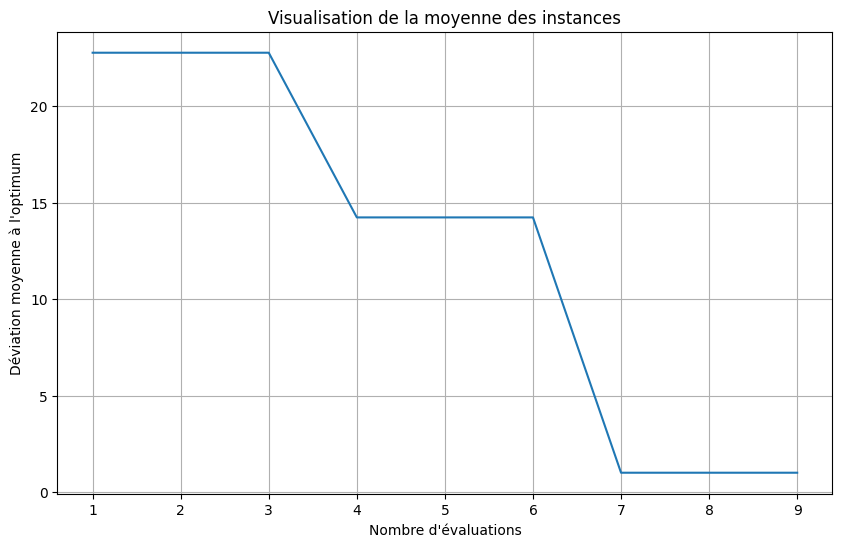 Visualisation de la moyenne des instances
Déviation moyenne à l'optimum
20
15
10
5
0
1 2 3 4 5 6 7 8 9
Nombre d'évaluations